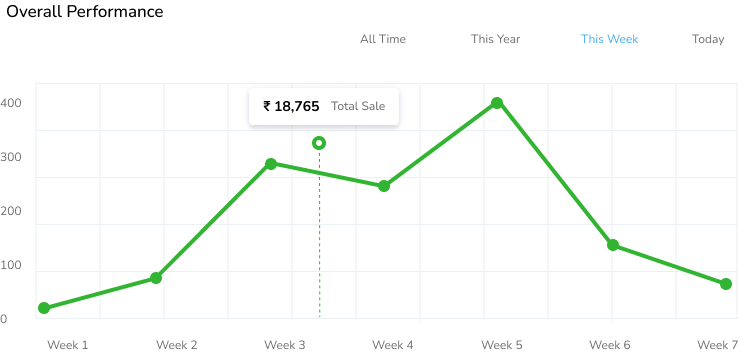 Overall Performance
All Time This Year This Week Today
₹ 18,765 Total Sale
400
300
200
100
0
Week 1 Week 2 Week 3 Week 4 Week 5 Week 6 Week 7